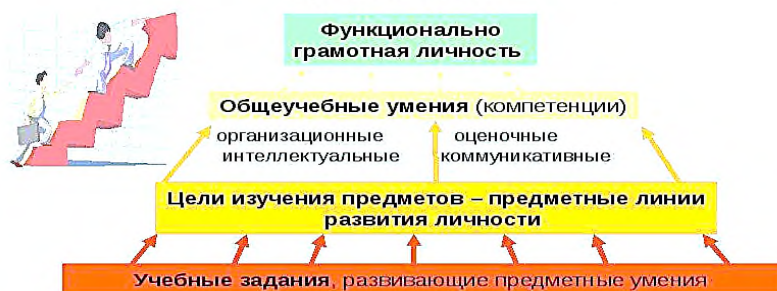 Функционально
грамотная личность
Общеучебные умения (компетенции)
организационные оценочные
интеллектуальные коммуникативные
Цели изучения предметов – предметные линии
развития личности
Учебные задания, развивающие предметные умения